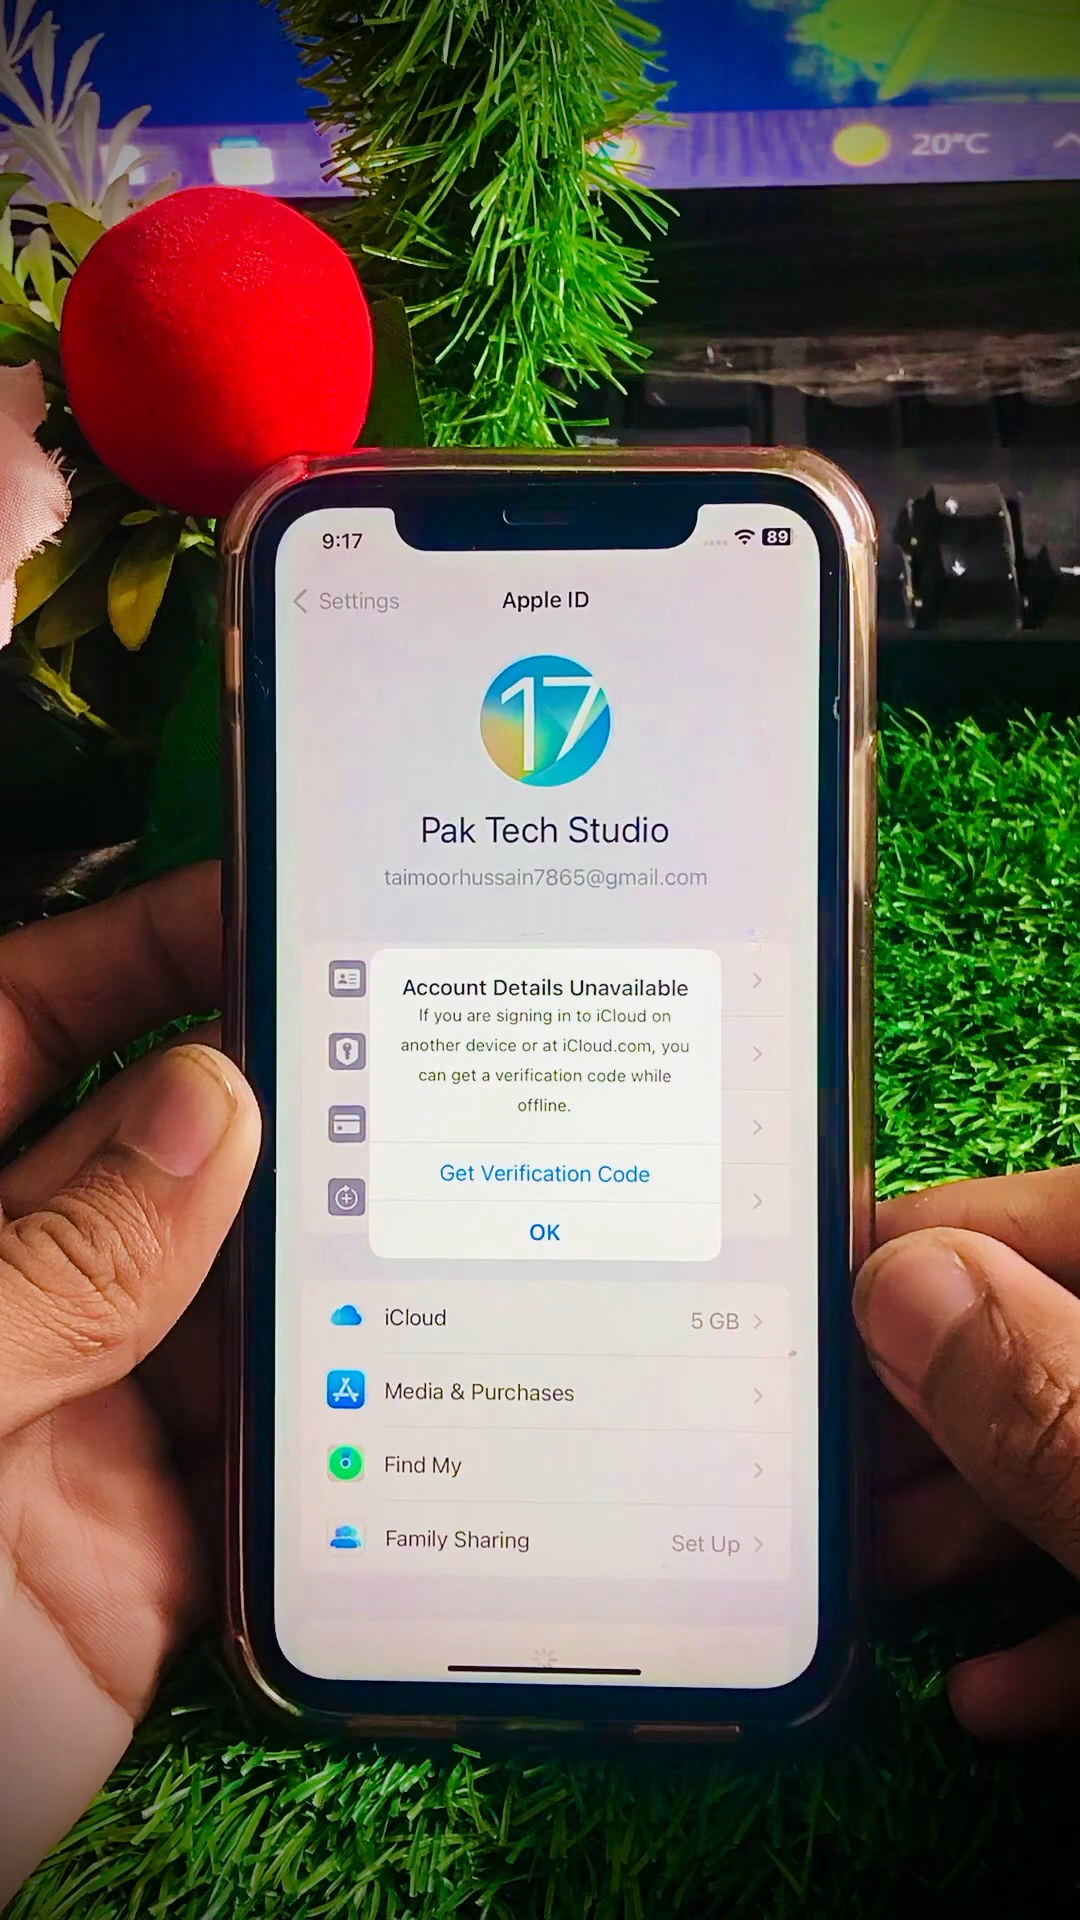 20°C
9:17
89
Settings
Apple ID
17
Pak Tech Studio
taimoorhussain7865@gmail.com
Account Details Unavailable
If you are signing in to iCloud on
another device or at iCloud.com, you
can get a verification code while
offline.
Get Verification Code
OK
iCloud
5 GB
Media & Purchases
Find My
Family Sharing
Set Up